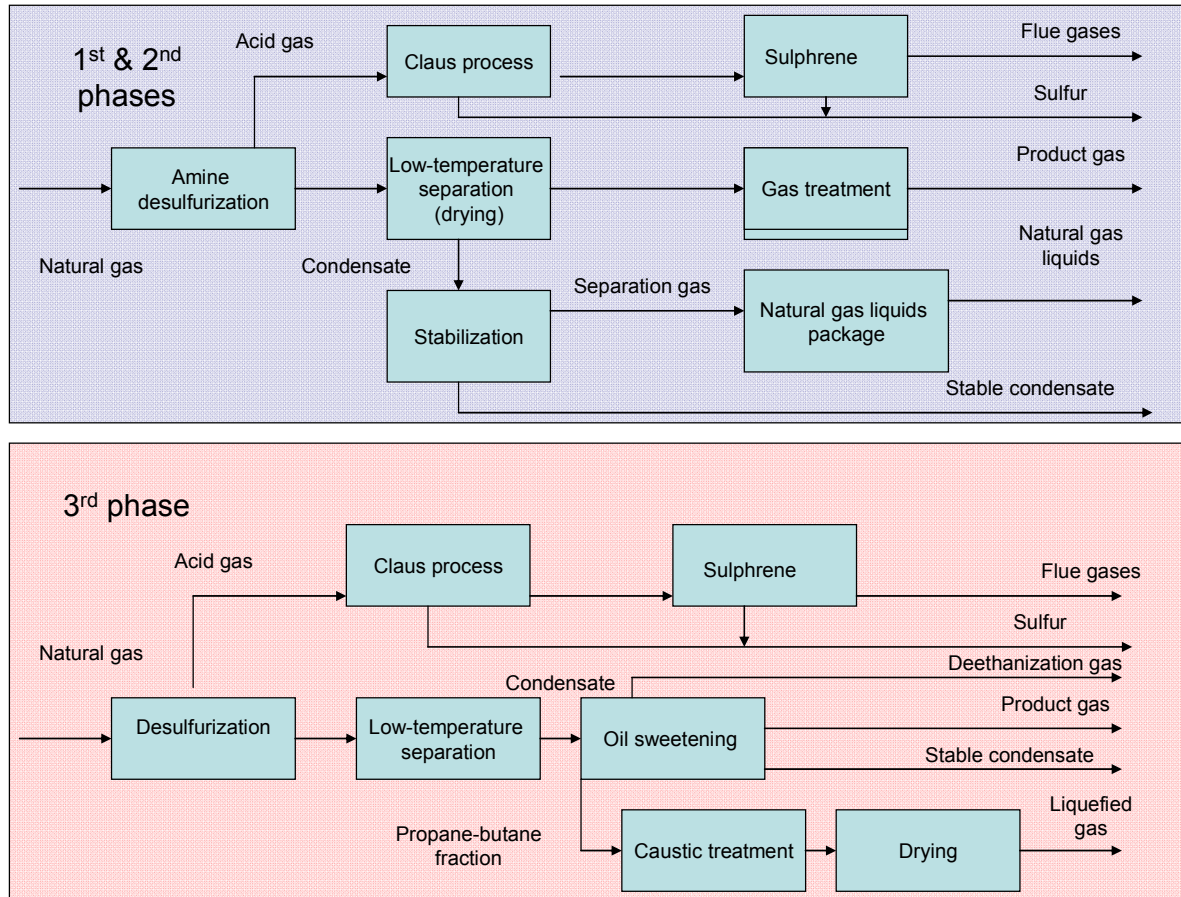 1st & 2nd
phases
Acid gas
Claus process
Sulphrene
Flue gases
Sulfur
Amine
desulfurization
Low-temperature
separation
(drying)
Gas treatment
Product gas
Natural gas
Condensate
Separation gas
Natural gas
liquids
Stabilization
Natural gas liquids
package
Stable condensate
3rd phase
Acid gas
Claus process
Sulphrene
Flue gases
Sulfur
Natural gas
Deethanization gas
Condensate
Desulfurization
Low-temperature
separation
Oil sweetening
Product gas
Stable condensate
Propane-butane
fraction
Caustic treatment
Drying
Liquefied
gas